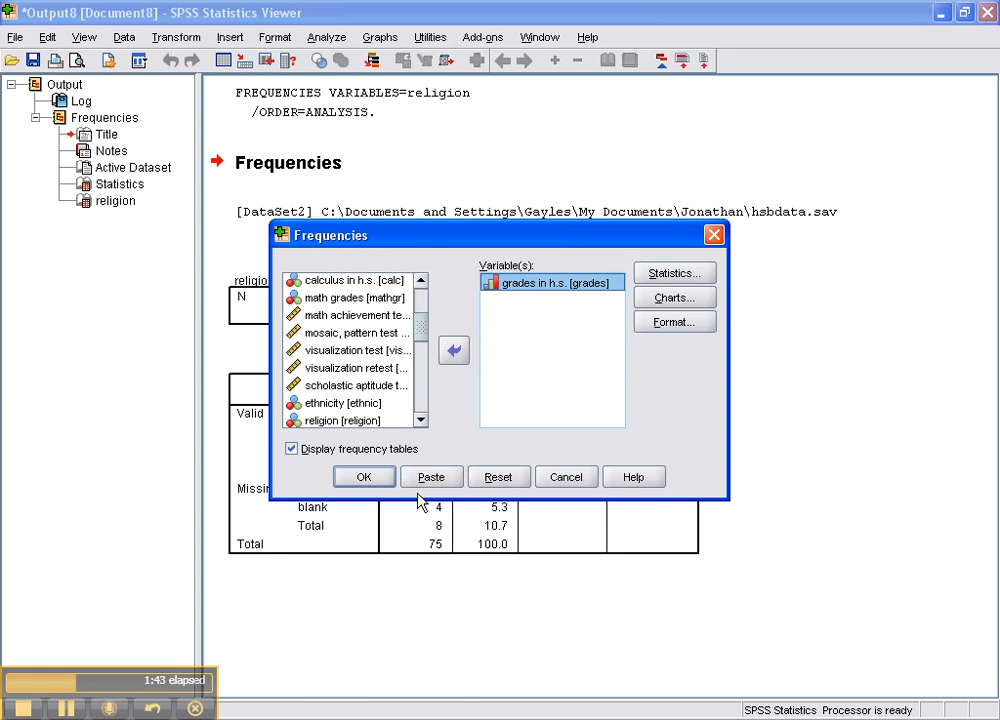 *Output8 [Document8] - SPSS Statistics Viewer
File Edit View Data Transform Insert Format Analyze Graphs Utilities Add-ons Window Help
Output
Log
Frequencies
Title
Notes
Active Dataset
Statistics
religion
FREQUENCIES VARIABLES=religion
/ORDER=ANALYSIS.
Frequencies
[DataSet2] C:\Documents and Settings\Gayles\My Documents\Jonathan\hsbdata.sav
religio
N
Valid
Missin
blank 4 5.3
Total 8 10.7
Total 75 100.0
Frequencies
calculus in h.s. [calc]
math grades [mathgr]
math achievement te...
mosaic, pattern test ...
visualization test [vis...
visualization retest [...
scholastic aptitude t...
ethnicity [ethnic]
religion [religion]
Variable(s):
grades in h.s. [grades]
Statistics...
Charts...
Format...
Display frequency tables
OK Paste Reset Cancel Help
1:43 elapsed
SPSS Statistics Processor is ready